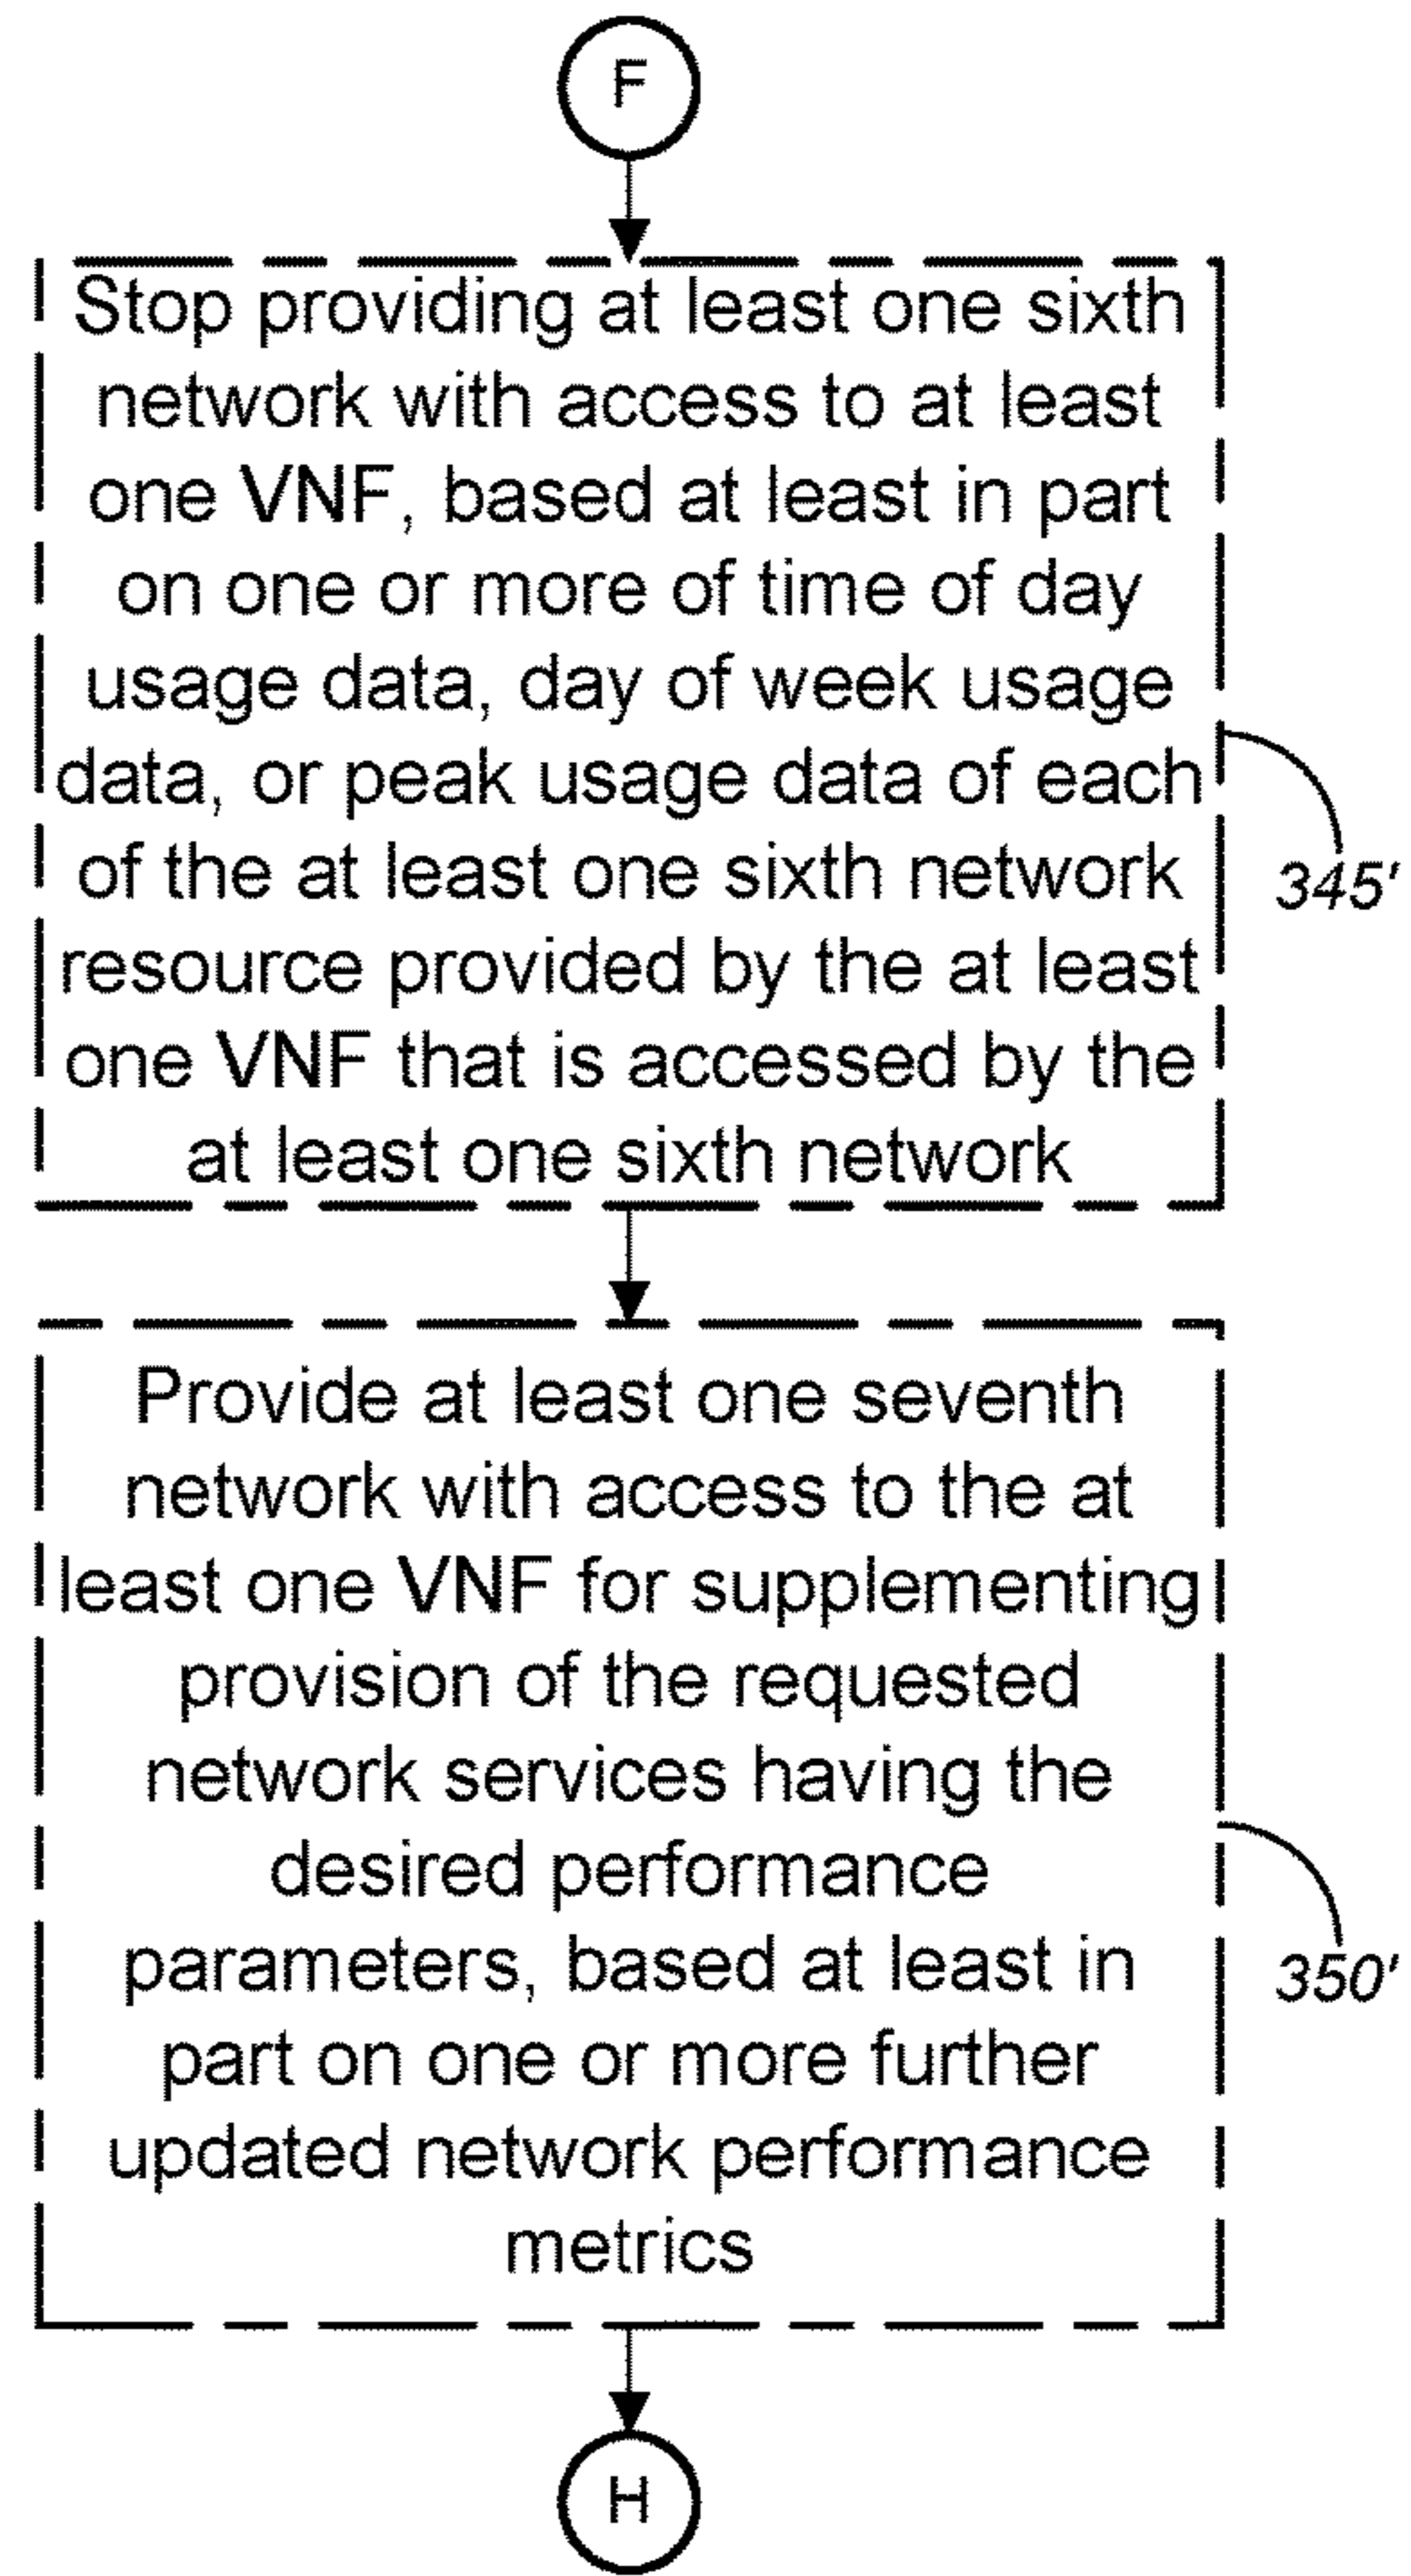 F
Stop providing at least one sixth
network with access to at least
one VNF, based at least in part
on one or more of time of day
usage data, day of week usage
data, or peak usage data of each
of the at least one sixth network
resource provided by the at least
one VNF that is accessed by the
at least one sixth network
345'
Provide at least one seventh
network with access to the at
least one VNF for supplementing
provision of the requested
network services having the
desired performance
parameters, based at least in
part on one or more further
updated network performance
metrics
350'
H